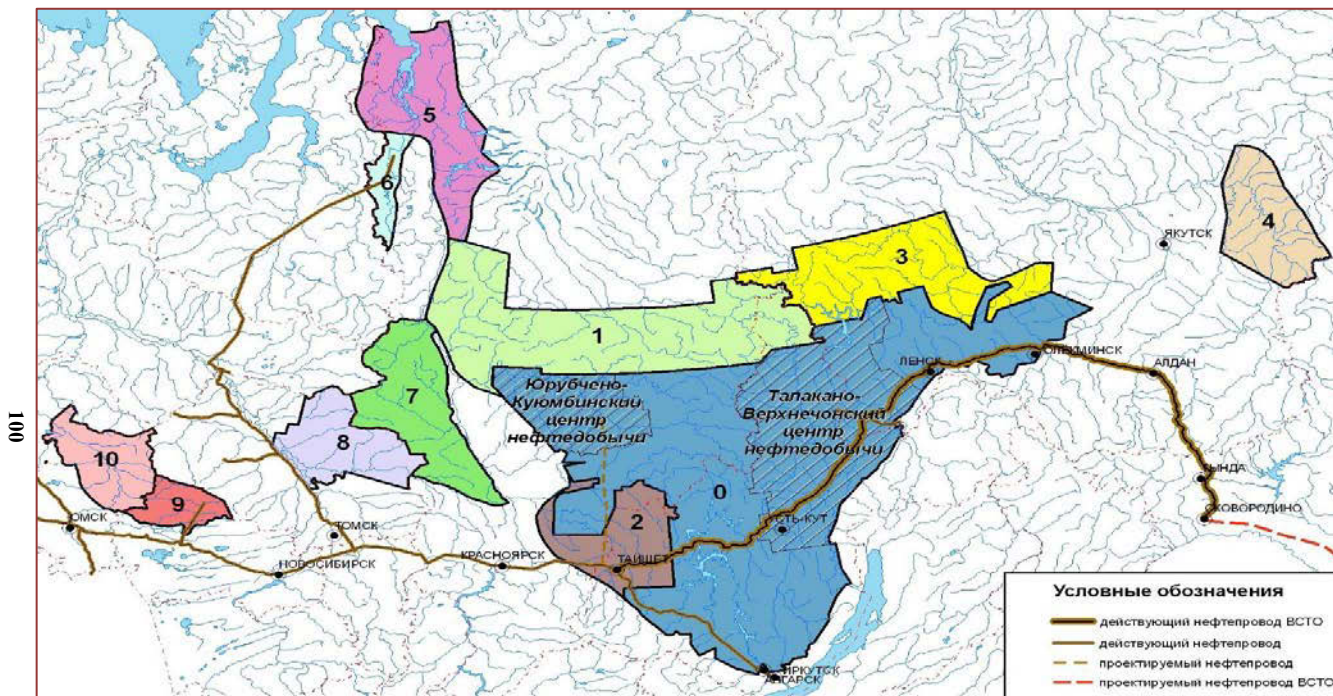 5
6
4
ЯКУТСК
3
1
ОЛЕКМИНСК
ЛЕНСК
АЛДАН
Юрубчено-
Куюмбинский
центр
нефтедобычи
Талакано-
Верхнечонский
центр
нефтедобычи
7
8
100
10
9
0
2
ТЫНДА
СКОВОРОДИНО
УСТЬ-КУТ
ОМСК
ТОМСК
НОВОСИБИРСК
КРАСНОЯРСК
ТАЙШЕТ
ИРКУТСК
АНГАРСК
Условные обозначения
действующий нефтепровод ВСТО
действующий нефтепровод
проектируемый нефтепровод
проектируемый нефтепровод ВСТО